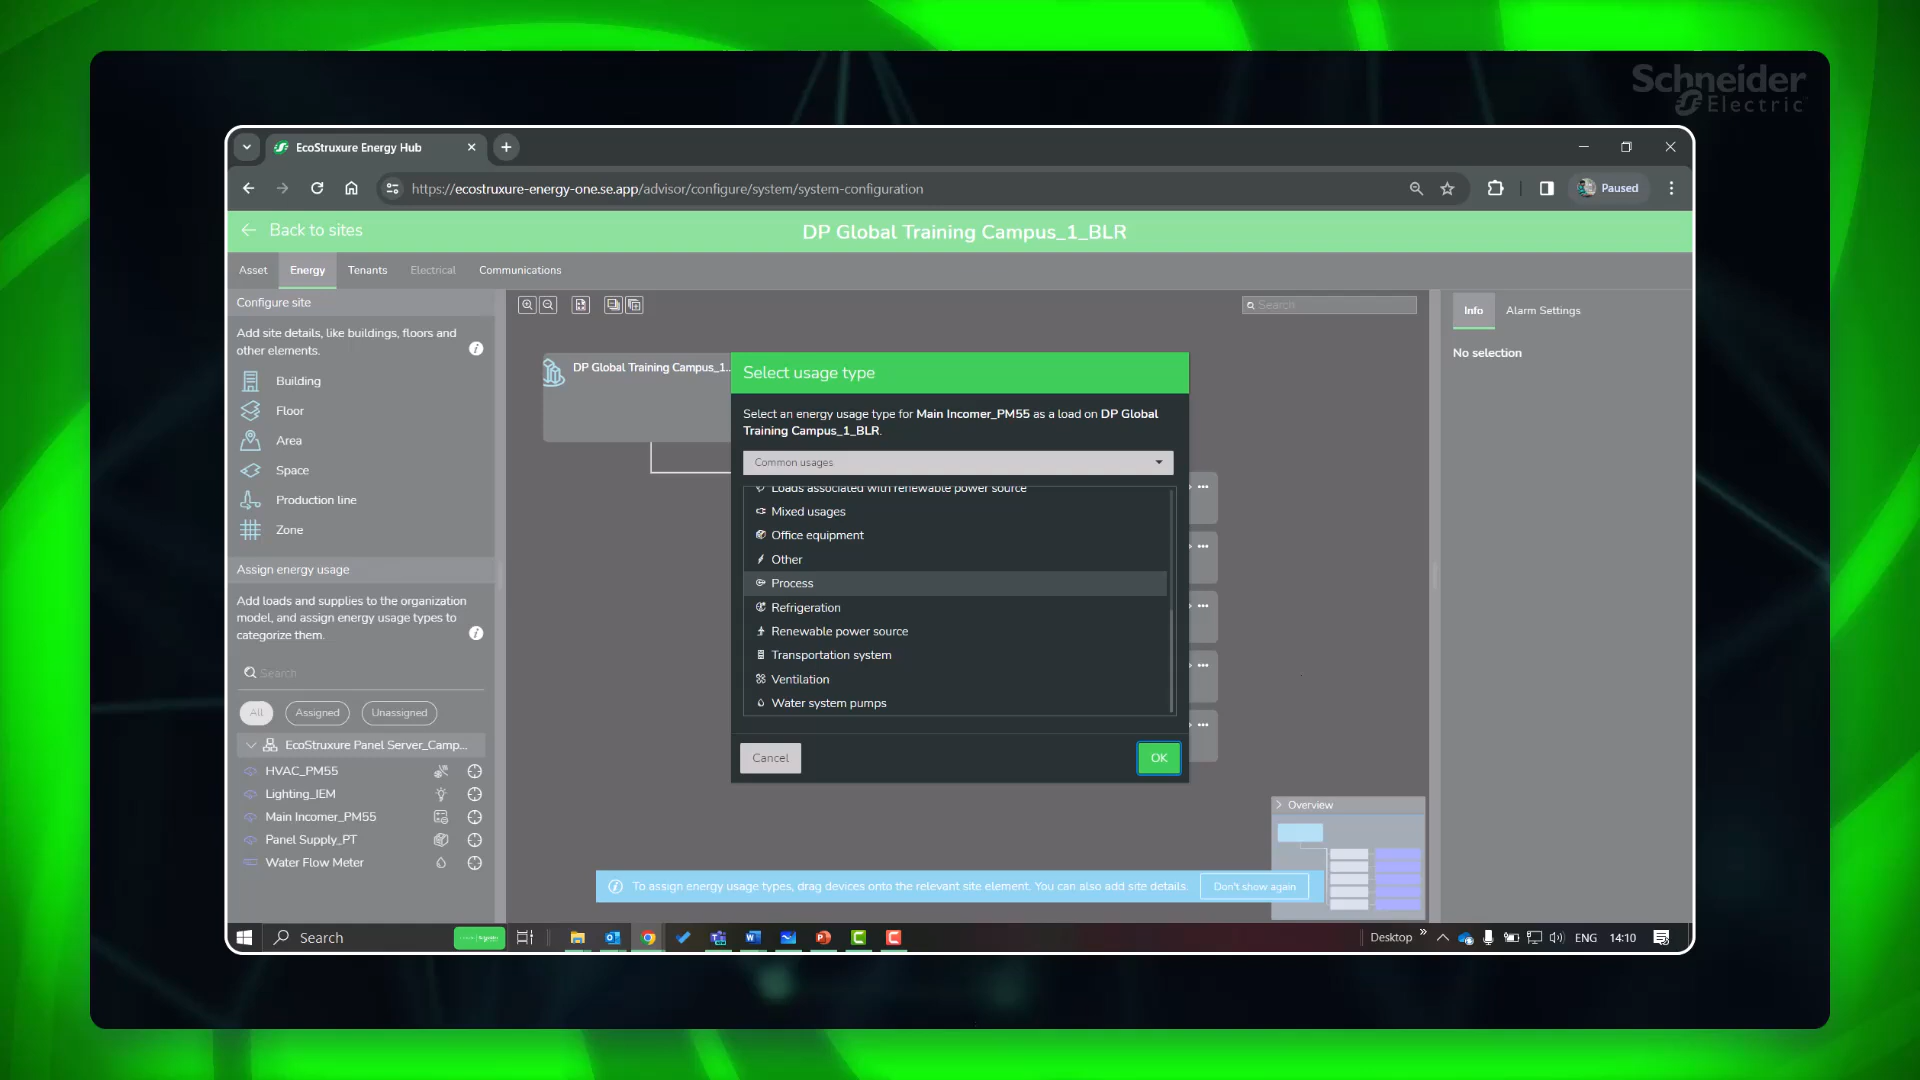 Schneider
Electric
EcoStruxure Energy Hub
https://ecostruxure-energy-one.se.app/advisor/configure/system/system-configuration
Paused
Back to sites
DP Global Training Campus_1_BLR
Asset
Energy
Tenants
Electrical
Communications
Configure site
Add site details, like buildings, floors and
other elements.
Building
Floor
Area
Space
Production line
Zone
Assign energy usage
Add loads and supplies to the organization
model, and assign energy usage types to
categorize them.
Search
All
Assigned
Unassigned
EcoStruxure Panel Server_Camp...
HVAC_PM55
Lighting_IEM
Main Incomer_PM55
Panel Supply_PT
Water Flow Meter
Search
DP Global Training Campus_1...
Select usage type
Select an energy usage type for Main Incomer_PM55 as a load on DP Global
Training Campus_1_BLR.
Common usages
Loads associated with renewable power source
Mixed usages
Office equipment
Other
Process
Refrigeration
Renewable power source
Transportation system
Ventilation
Water system pumps
Cancel
OK
Info
Alarm Settings
No selection
Overview
To assign energy usage types, drag devices onto the relevant site element. You can also add site details.
Don't show again
Search
Desktop
ENG
14:10